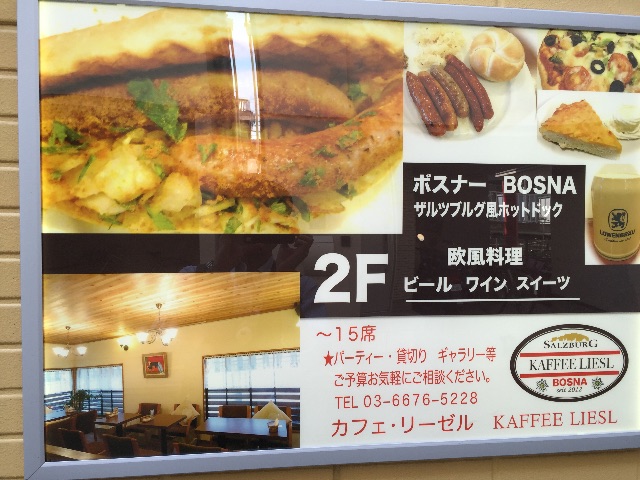 ボスナー BOSNA
ザルツブルグ風ホットドック
LÖWENBRÄU
2F
欧風料理
ビール ワイン スイーツ
～15席
★パーティー・貸切り ギャラリー等
ご予算お気軽にご相談ください。
TEL 03-6676-5228
カフェ・リーゼル KAFFEE LIESL
SALZBURG
KAFFEE LIESL
BOSNA
seit 2012